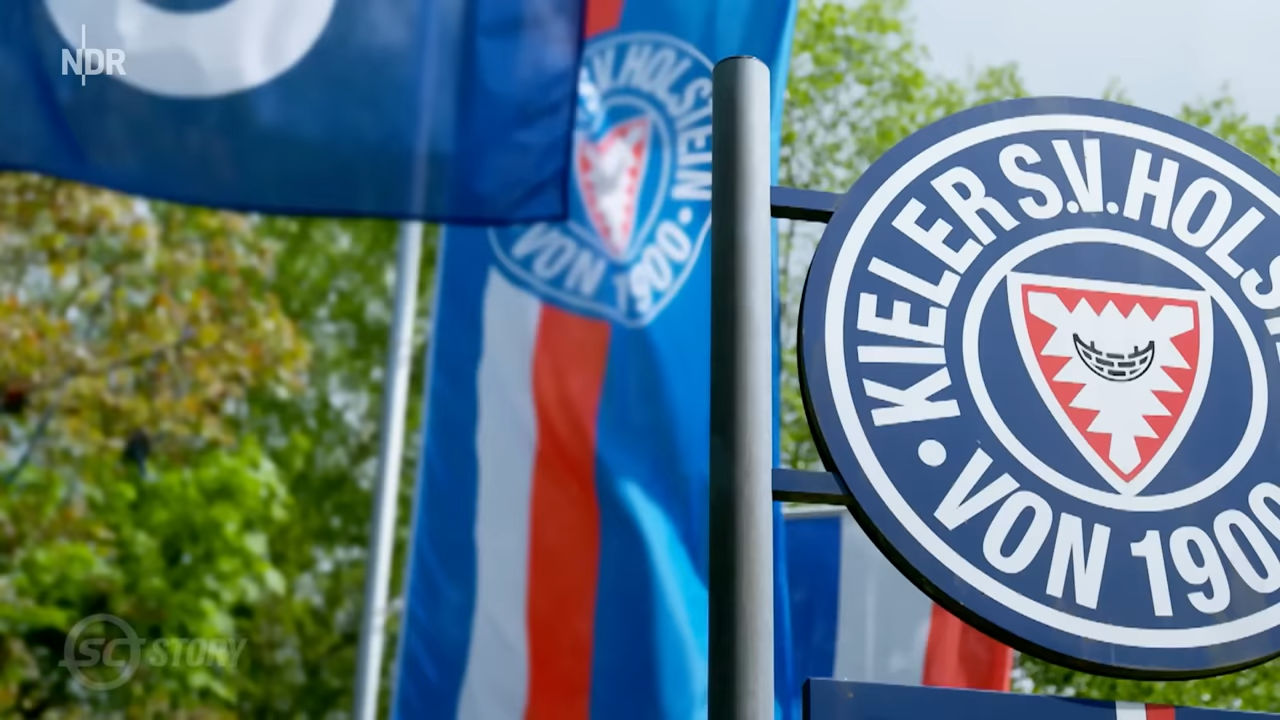 NDR
S.V. HOLSTEIN
VON 1900 •
KIELER S.V. HOLS
• VON 1900
SC STORY